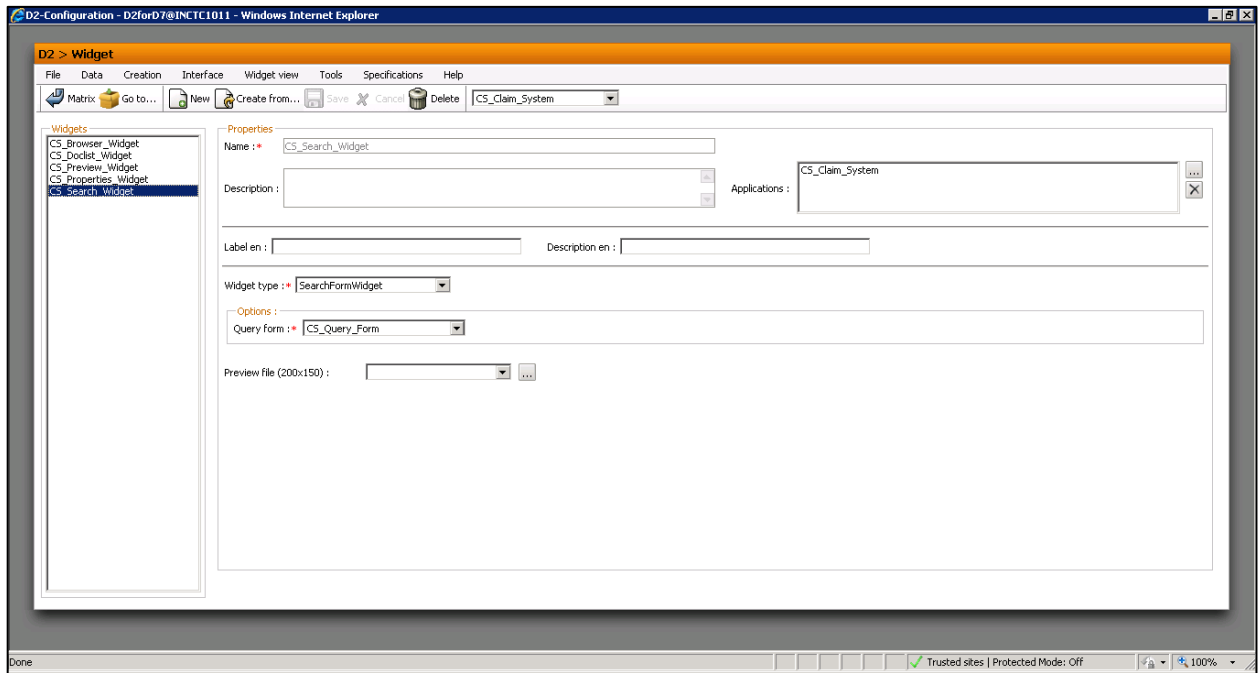 D2-Configuration - D2forD7@INCTC1011 - Windows Internet Explorer
D2 > Widget
File Data Creation Interface Widget view Tools Specifications Help
Matrix Go to... New Create from... Save Cancel Delete CS_Claim_System
Widgets
CS_Browser_Widget
CS_Doclist_Widget
CS_Preview_Widget
CS_Properties_Widget
CS_Search_Widget
Properties
Name :* CS_Search_Widget
Description :
Applications : CS_Claim_System
...
Label en : Description en :
Widget type :* SearchFormWidget
Options :
Query form :* CS_Query_Form
Preview file (200x150) : ...
Done Trusted sites | Protected Mode: Off 100%